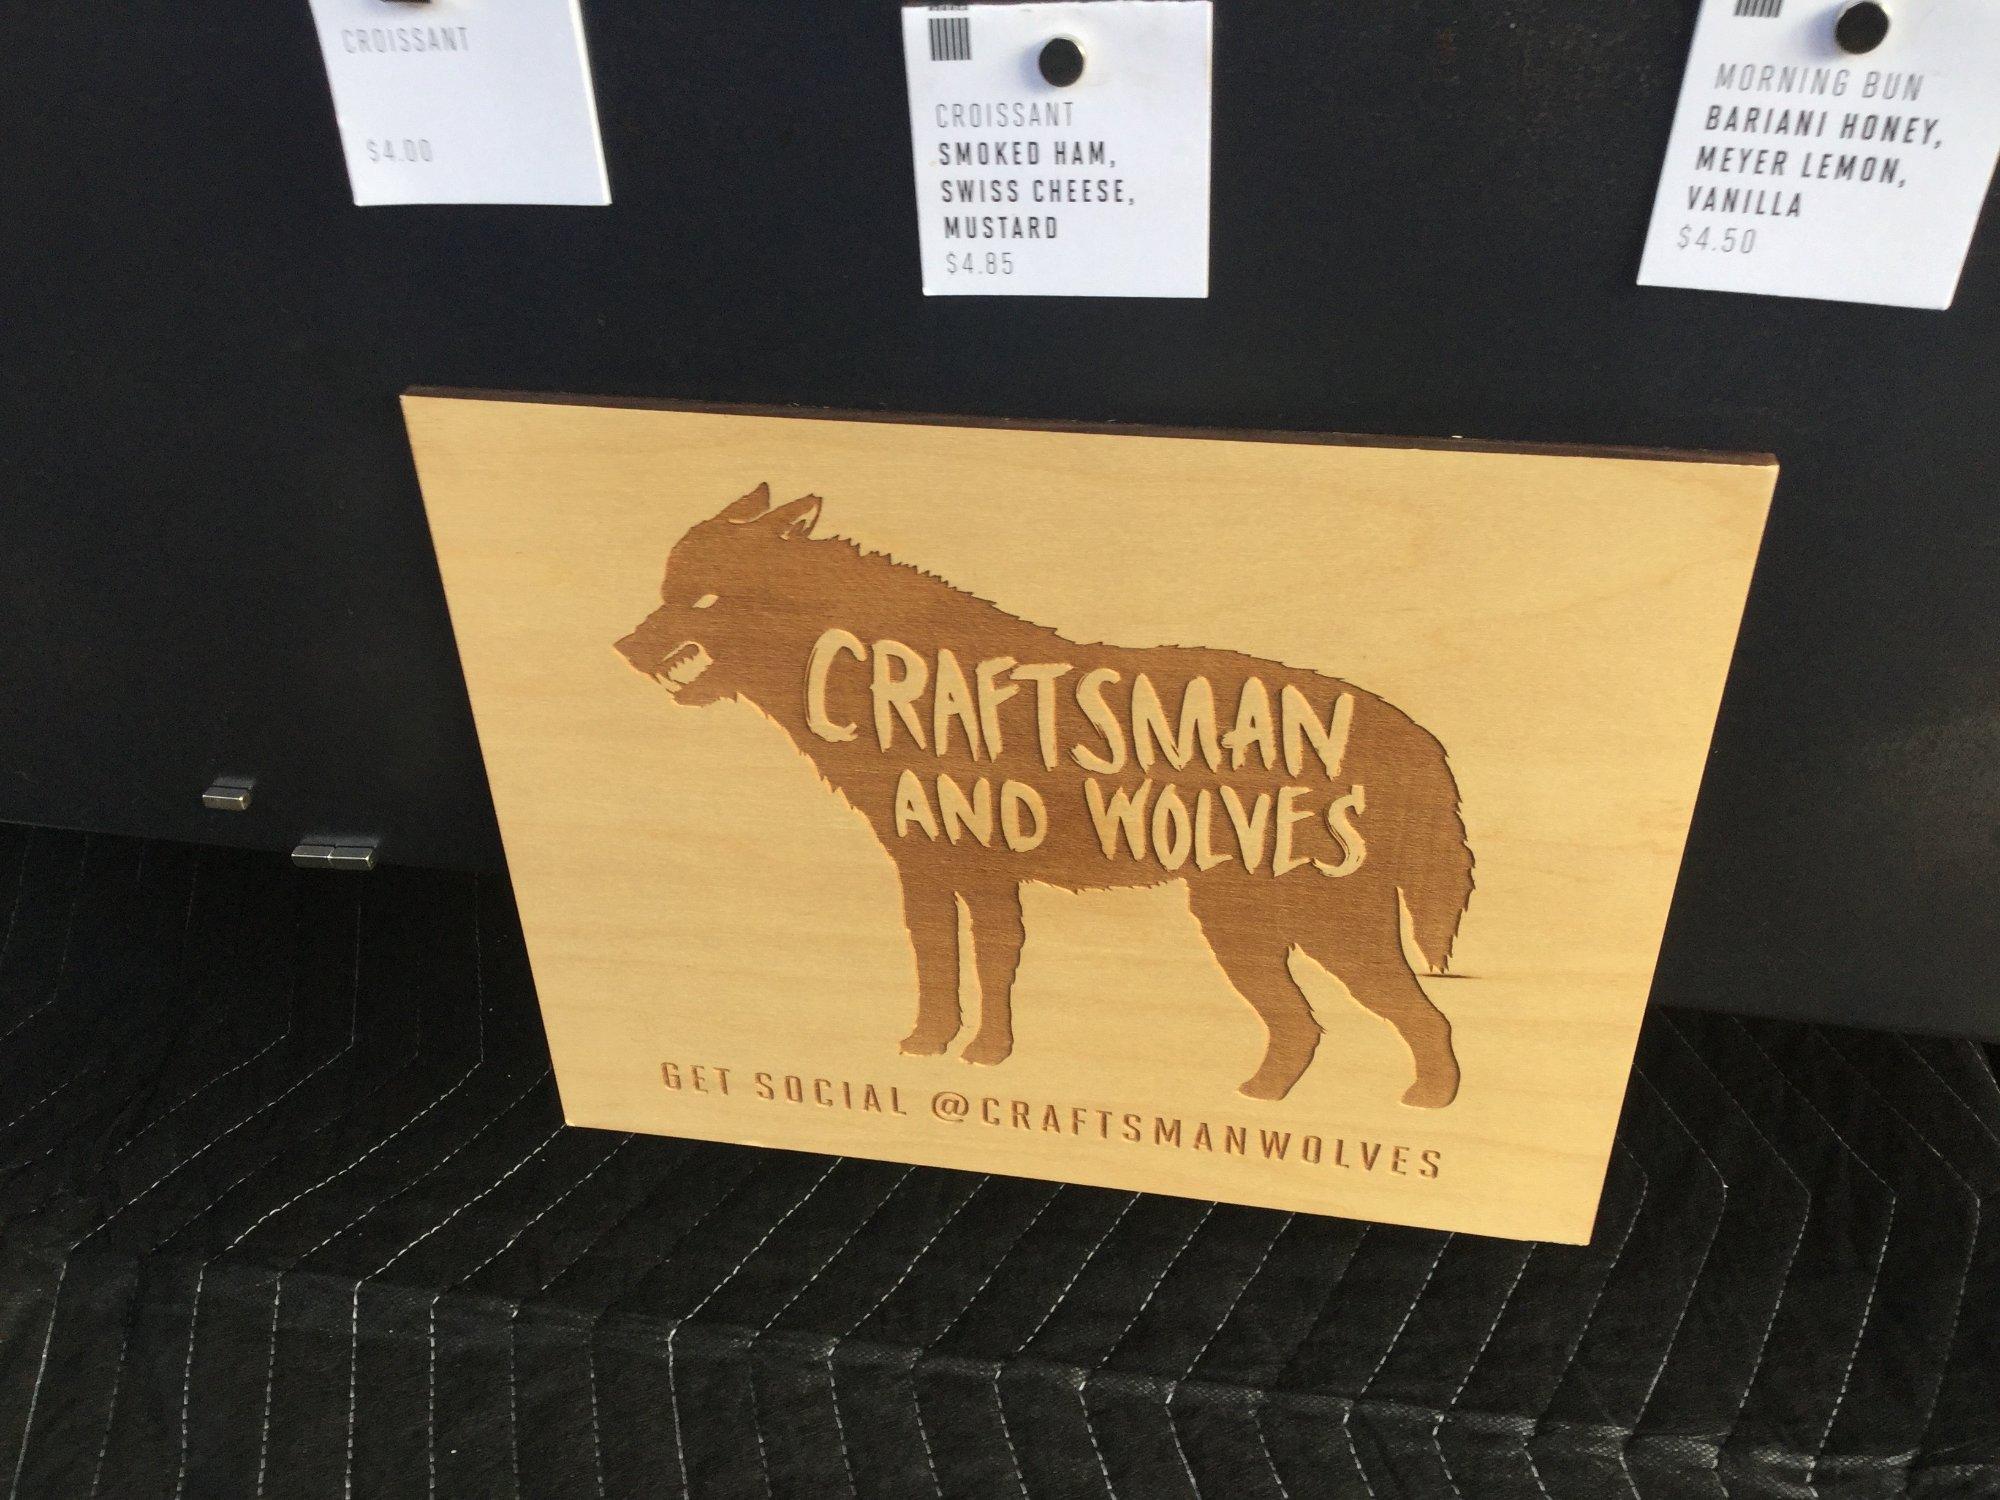 CROISSANT
$4.00
CROISSANT
SMOKED HAM,
SWISS CHEESE,
MUSTARD
$4.85
MORNING BUN
BARIANI HONEY,
MEYER LEMON,
VANILLA
$4.50
CRAFTSMAN
AND WOLVES
GET SOCIAL @CRAFTSMANWOLVES